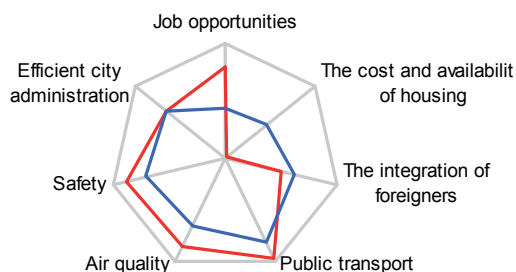 Job opportunities
Efficient city
administration
The cost and availabilit
of housing
The integration of
foreigners
Safety
Air quality
Public transport